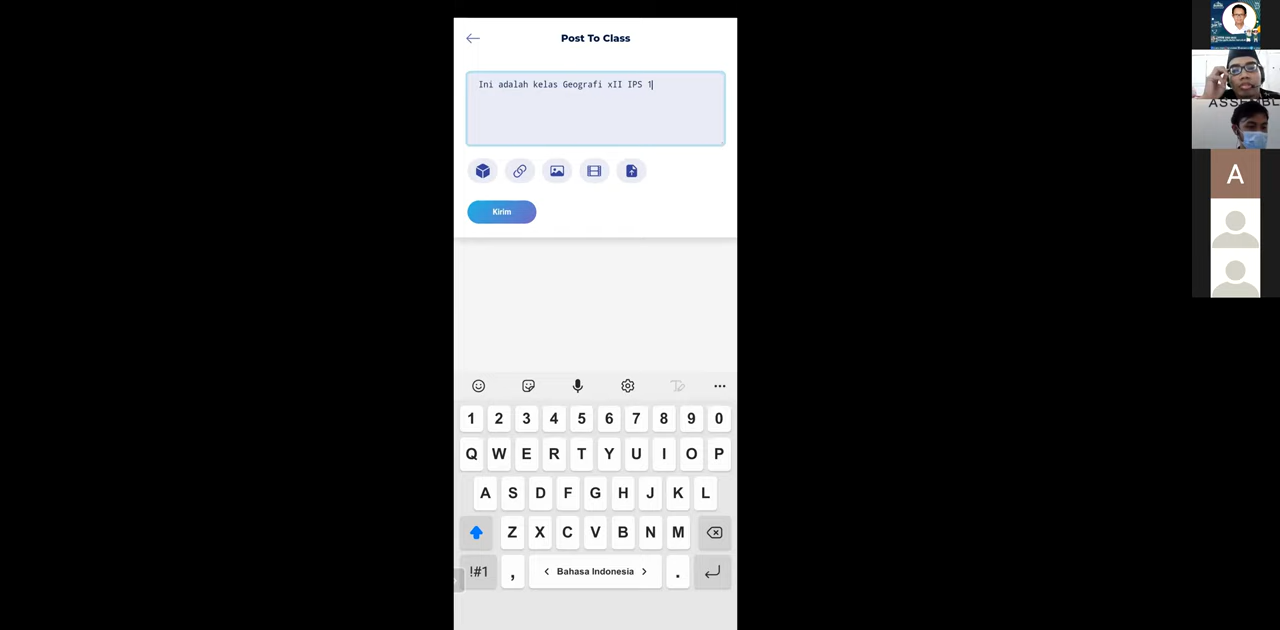 Post To Class
Ini adalah kelas Geografi xII IPS 1
Kirim
1 2 3 4 5 6 7 8 9 0
Q W E R T Y U I O P
A S D F G H J K L
Z X C V B N M
!#1 , < Bahasa Indonesia > .
ASSEMBL
A